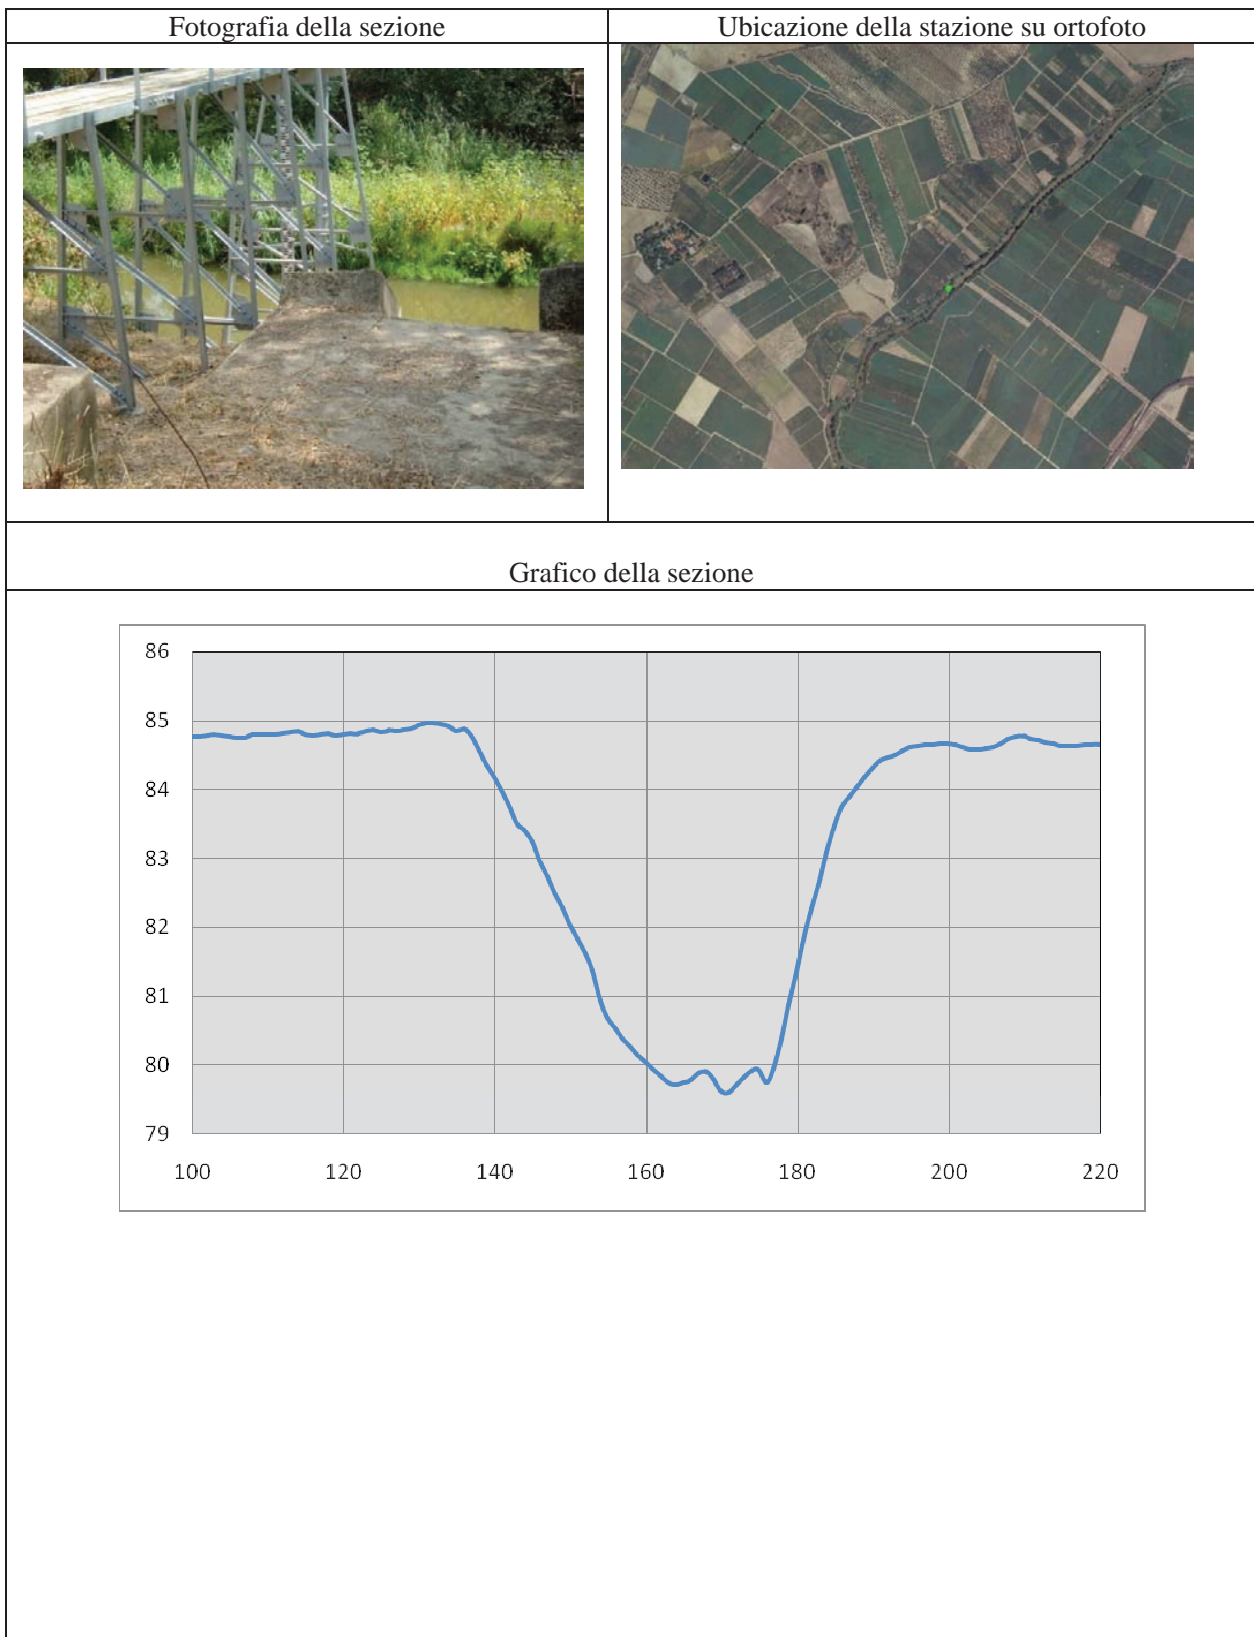 Fotografia della sezione
Ubicazione della stazione su ortofoto
Grafico della sezione
86
85
84
83
82
81
80
79
100 120 140 160 180 200 220